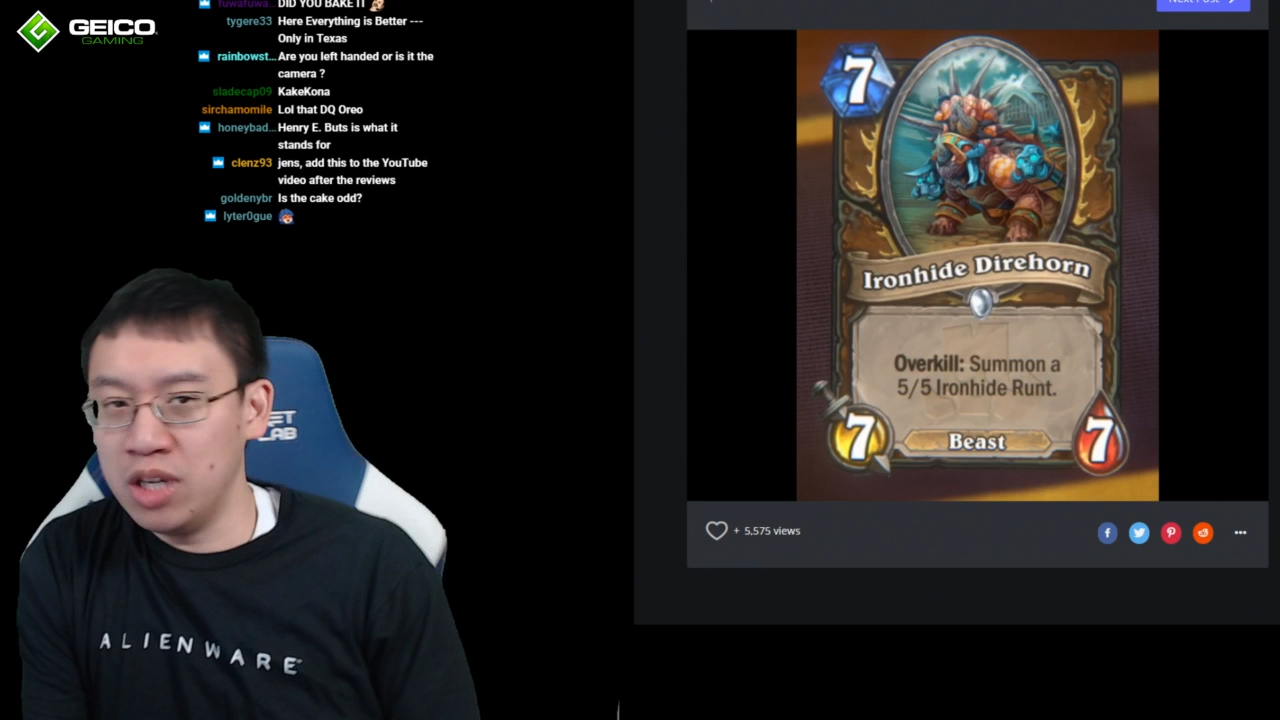 GEICO
GAMING
DID YOU BAKE IT
tygere33 Here Everything is Better ---
Only in Texas
rainbowst... Are you left handed or is it the
camera ?
sladecap09 KakeKona
sirchamomile Lol that DQ Oreo
honeybad... Henry E. Buts is what it
stands for
clenz93 jens, add this to the YouTube
video after the reviews
goldenybr Is the cake odd?
lyter0gue
ALIENWARE
Next Post
7
Ironhide Direhorn
Overkill: Summon a
5/5 Ironhide Runt.
7 Beast 7
+ 5,575 views